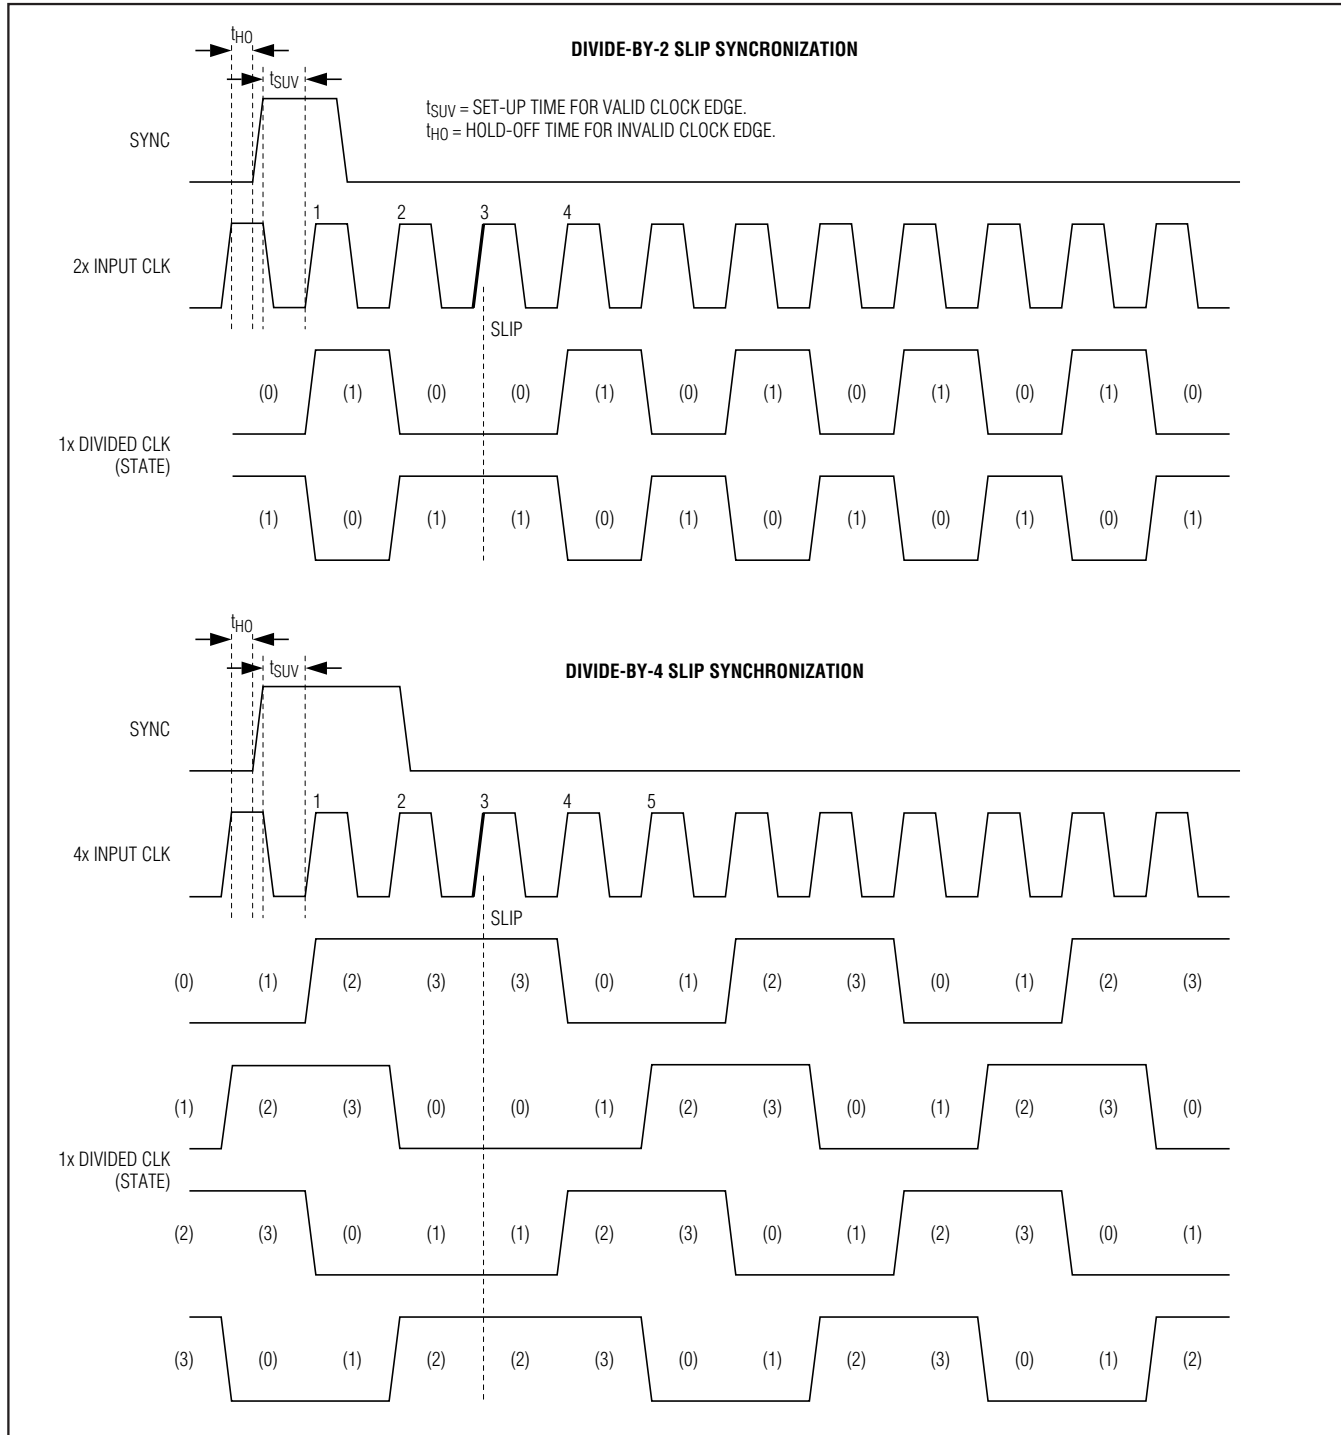 tHO
DIVIDE-BY-2 SLIP SYNCRONIZATION
tSUV
tSUV = SET-UP TIME FOR VALID CLOCK EDGE.
tHO = HOLD-OFF TIME FOR INVALID CLOCK EDGE.
SYNC
1 2 3 4
2x INPUT CLK
SLIP
(0) (1) (0) (0) (1) (0) (1) (0) (1) (0) (1) (0)
1x DIVIDED CLK
(STATE)
(1) (0) (1) (1) (0) (1) (0) (1) (0) (1) (0) (1)
tHO
tSUV
DIVIDE-BY-4 SLIP SYNCHRONIZATION
SYNC
1 2 3 4 5
4x INPUT CLK
SLIP
(0) (1) (2) (3) (3) (0) (1) (2) (3) (0) (1) (2) (3)
(1) (2) (3) (0) (0) (1) (2) (3) (0) (1) (2) (3) (0)
1x DIVIDED CLK
(STATE)
(2) (3) (0) (1) (1) (2) (3) (0) (1) (2) (3) (0) (1)
(3) (0) (1) (2) (2) (3) (0) (1) (2) (3) (0) (1) (2)